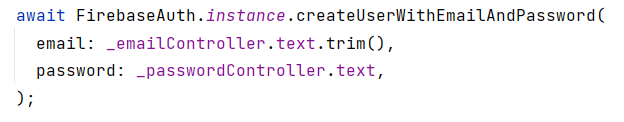 await FirebaseAuth.instance.createUserWithEmailAndPassword(
  email: _emailController.text.trim(),
  password: _passwordController.text,
);